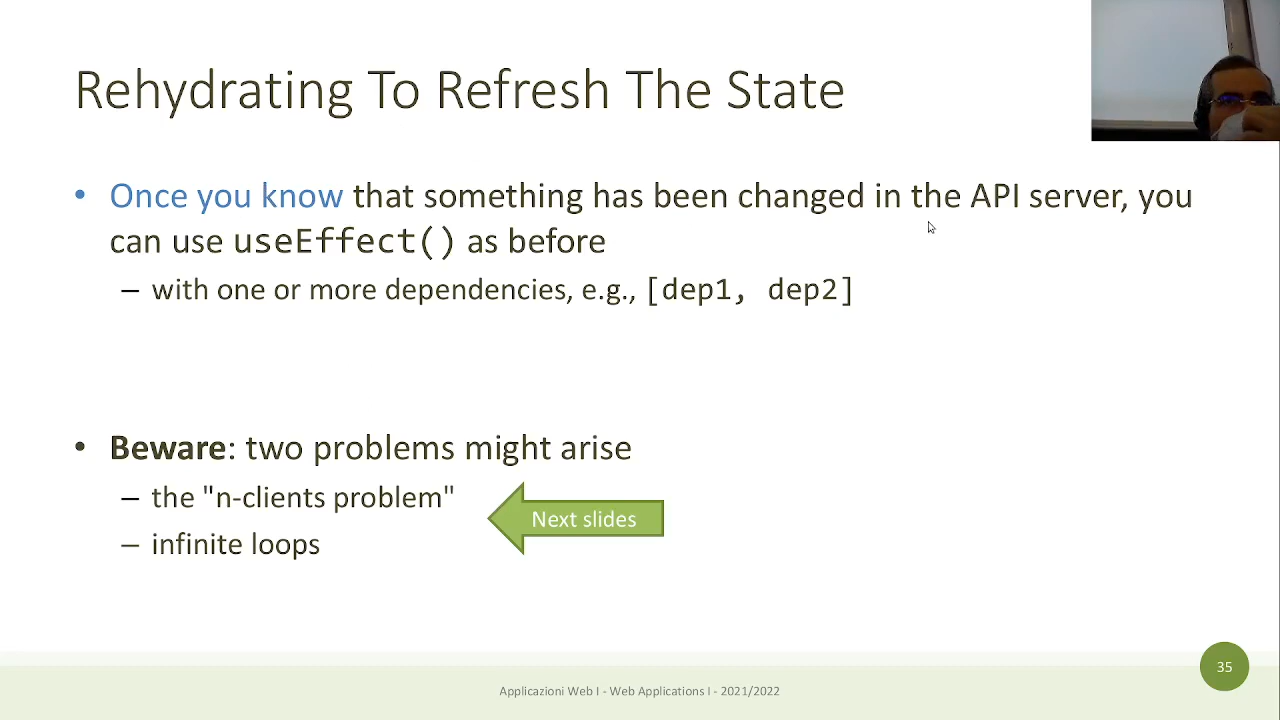 Rehydrating To Refresh The State
• Once you know that something has been changed in the API server, you
can use useEffect() as before
– with one or more dependencies, e.g., [dep1, dep2]
• Beware: two problems might arise
– the "n-clients problem"
Next slides
– infinite loops
35
Applicazioni Web I - Web Applications I - 2021/2022